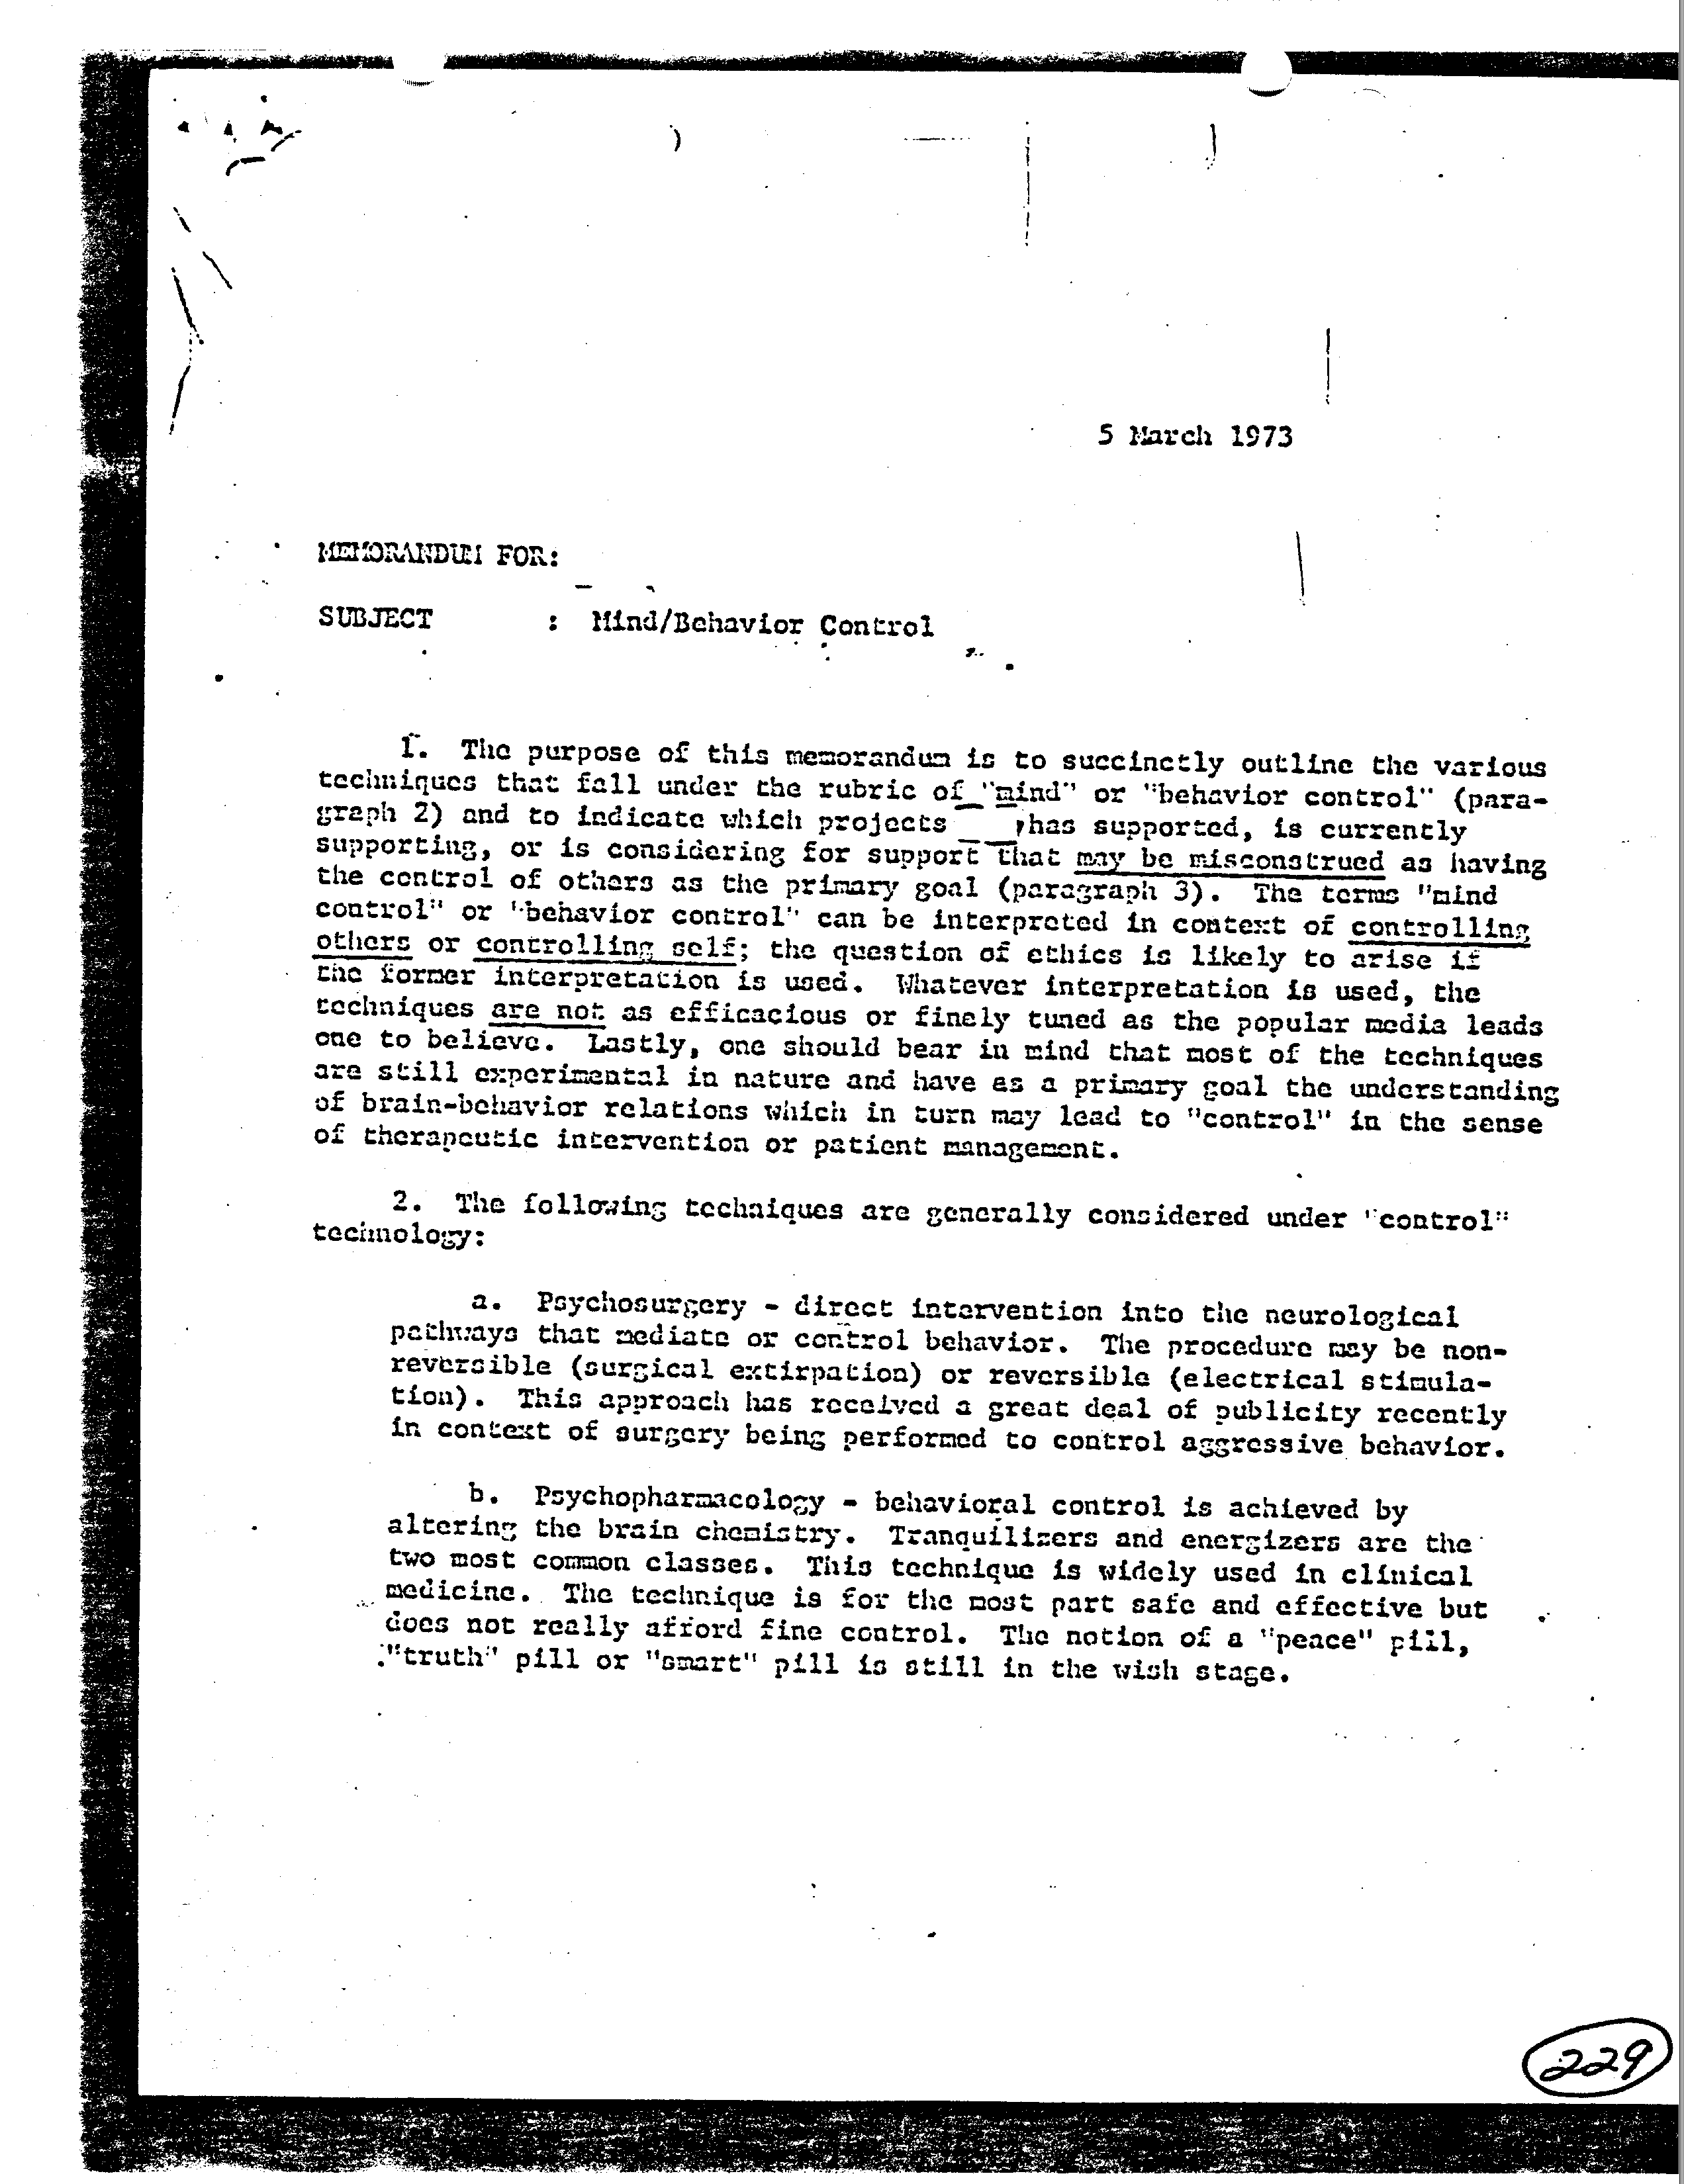 5 March 1973
MEMORANDUM FOR:
SUBJECT : Mind/Behavior Control
1. The purpose of this memorandum is to succinctly outline the various
techniques that fall under the rubric of "mind" or "behavior control" (para-
graph 2) and to indicate which projects has supported, is currently
supporting, or is considering for support that may be misconstrued as having
the control of others as the primary goal (paragraph 3). The terms "mind
control" or "behavior control" can be interpreted in context of controlling
others or controlling self; the question of ethics is likely to arise if
the former interpretation is used. Whatever interpretation is used, the
techniques are not as efficacious or finely tuned as the popular media leads
one to believe. Lastly, one should bear in mind that most of the techniques
are still experimental in nature and have as a primary goal the understanding
of brain-behavior relations which in turn may lead to "control" in the sense
of therapeutic intervention or patient management.
2. The following techniques are generally considered under "control"
technology:
a. Psychosurgery - direct intervention into the neurological
pathways that mediate or control behavior. The procedure may be non-
reversible (surgical extirpation) or reversible (electrical stimula-
tion). This approach has received a great deal of publicity recently
in context of surgery being performed to control aggressive behavior.
b. Psychopharmacology - behavioral control is achieved by
altering the brain chemistry. Tranquilizers and energizers are the
two most common classes. This technique is widely used in clinical
medicine. The technique is for the most part safe and effective but
does not really afford fine control. The notion of a "peace" pill,
"truth" pill or "smart" pill is still in the wish stage.
229